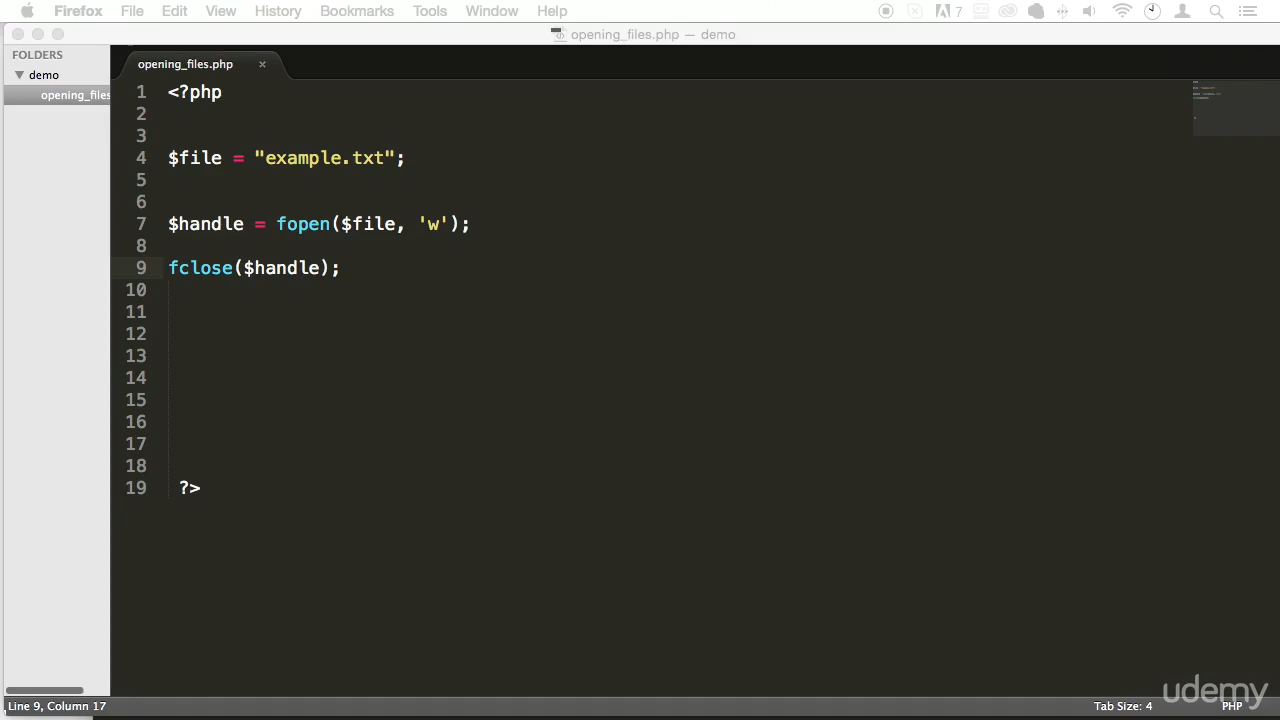 Firefox File Edit View History Bookmarks Tools Window Help 7
opening_files.php — demo
FOLDERS
demo
opening_files
opening_files.php ×
1 <?php
2
3
4 $file = "example.txt";
5
6
7 $handle = fopen($file, 'w');
8
9 fclose($handle);
10
11
12
13
14
15
16
17
18
19 ?>
udemy
Line 9, Column 17 Tab Size: 4 PHP